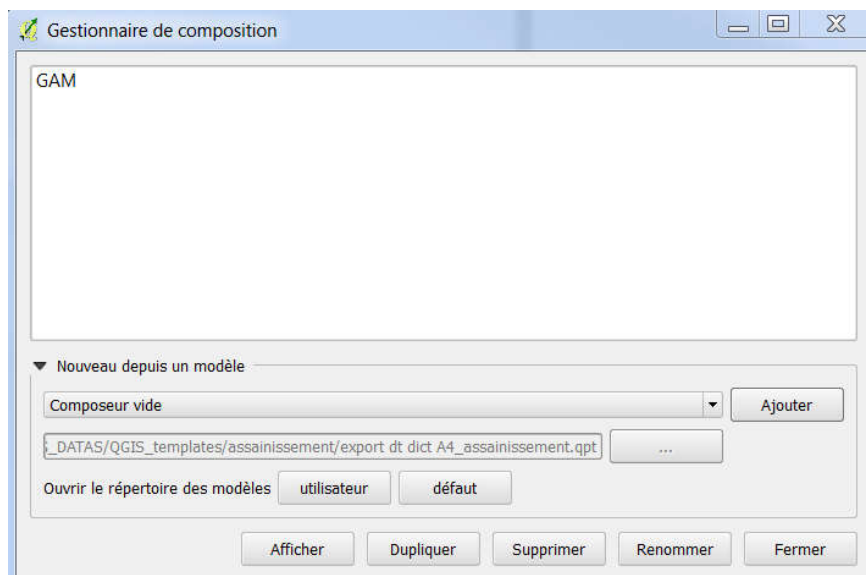 Gestionnaire de composition
GAM
Nouveau depuis un modèle
Composeur vide
Ajouter
_DATAS/QGIS_templates/assainissement/export dt dict A4_assainissement.qpt
...
Ouvrir le répertoire des modèles utilisateur défaut
Afficher Dupliquer Supprimer Renommer Fermer